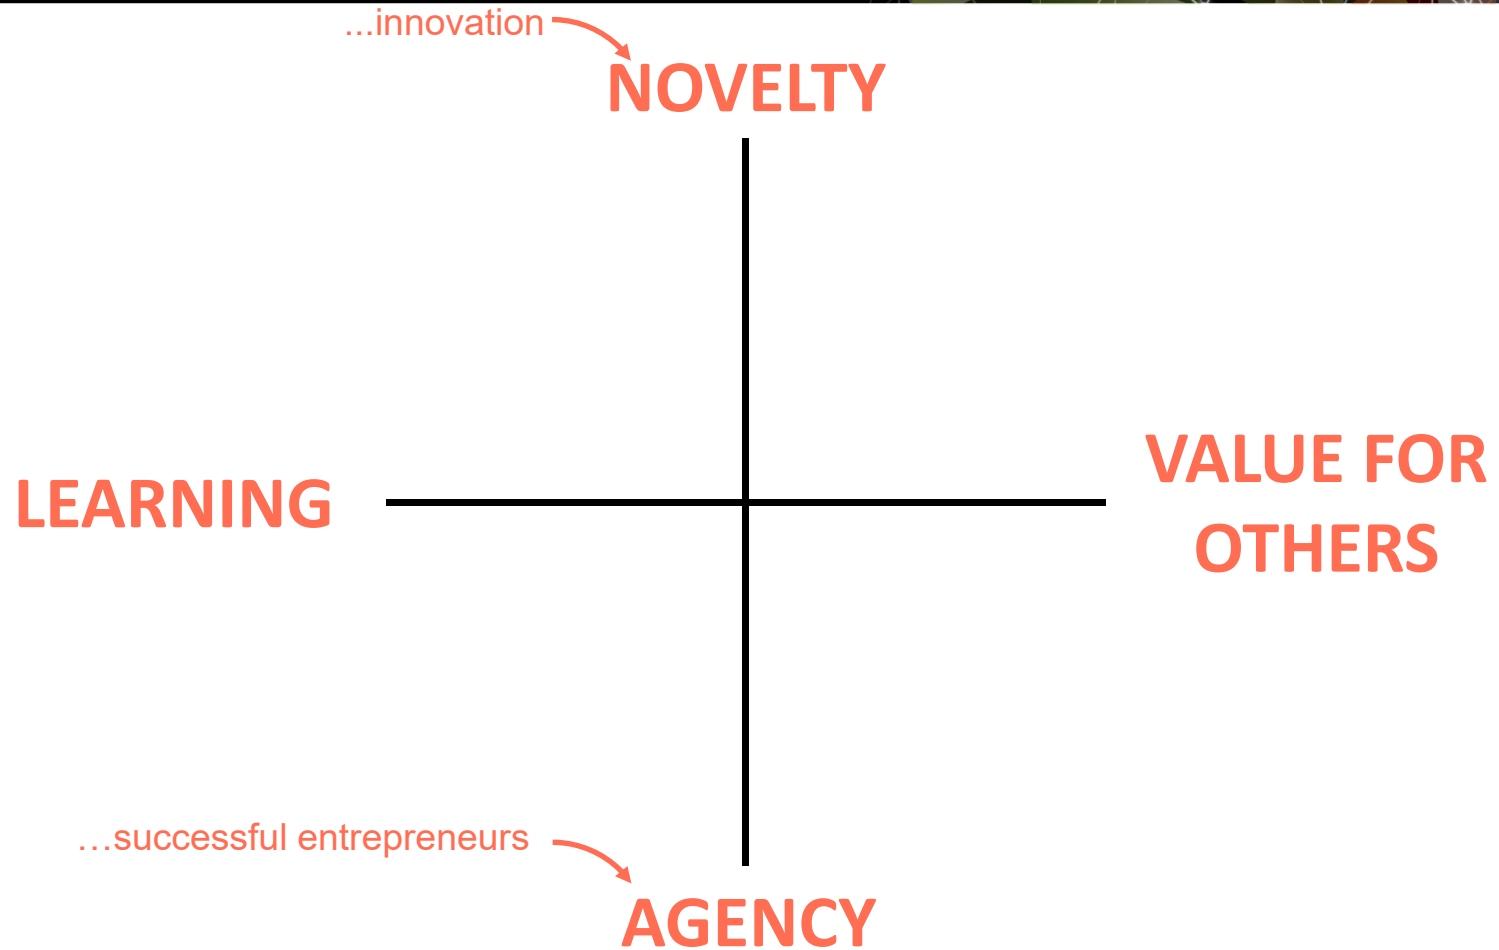 ...innovation
NOVELTY
LEARNING
VALUE FOR
OTHERS
…successful entrepreneurs
AGENCY